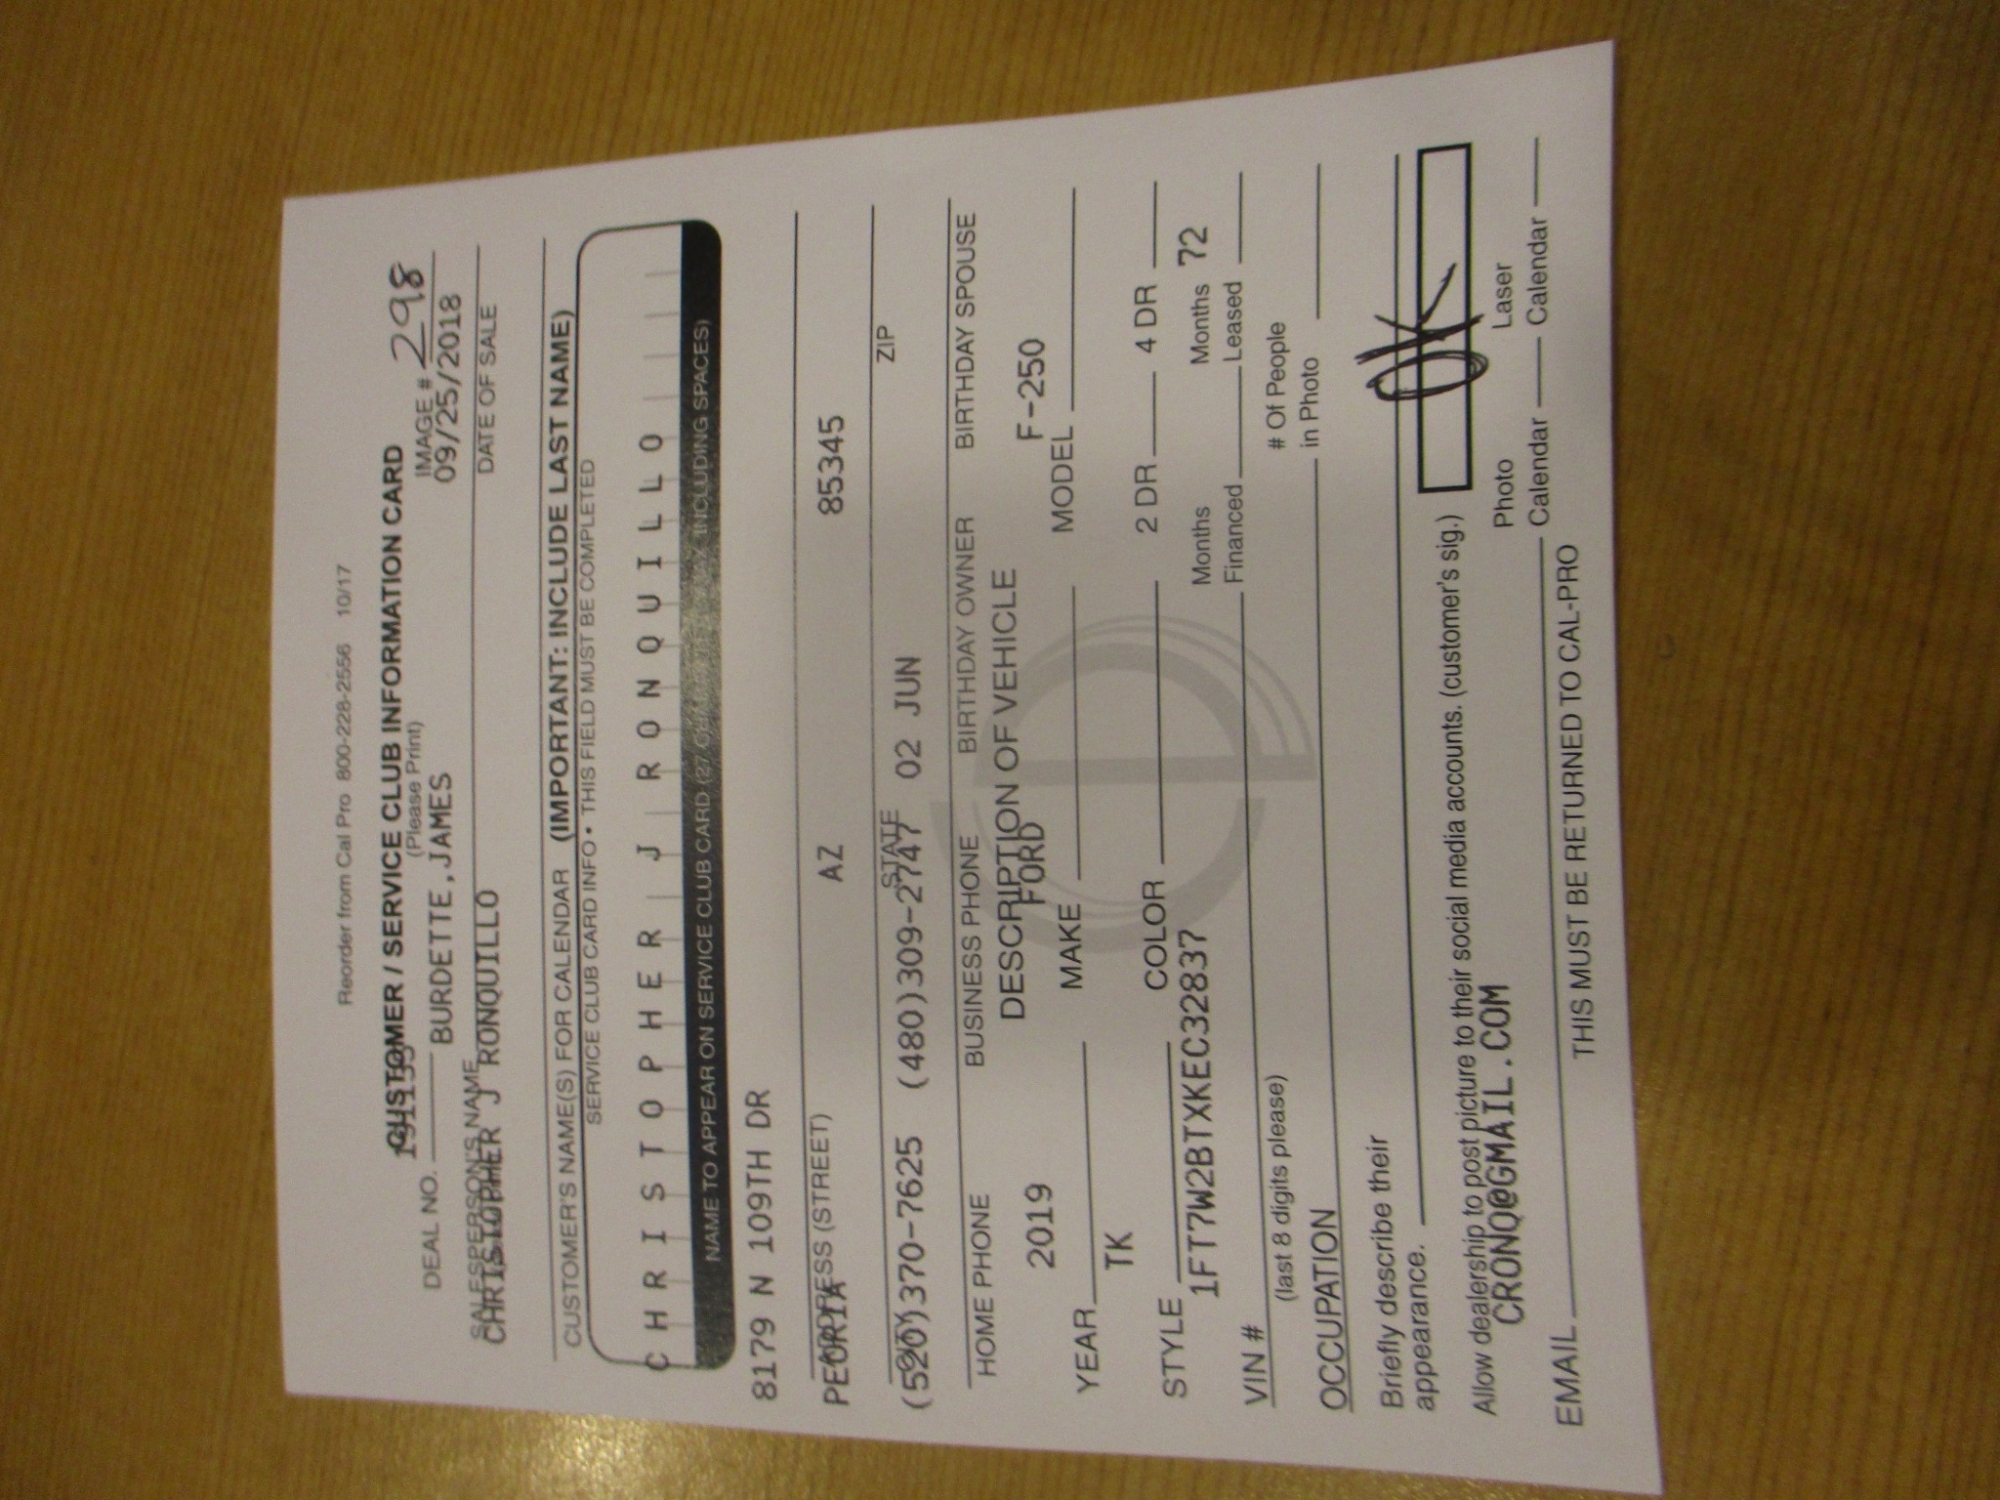 Reorder from Cal Pro 800-228-2556 10/17
CUSTOMER / SERVICE CLUB INFORMATION CARD
(Please Print)
DEAL NO. IMAGE # 298
BURDETTE,JAMES 09/25/2018
SALESPERSON'S NAME DATE OF SALE
CHRISTOPHER J RONQUILLO
CUSTOMER'S NAME(S) FOR CALENDAR (IMPORTANT: INCLUDE LAST NAME)
SERVICE CLUB CARD INFO • THIS FIELD MUST BE COMPLETED
CHRISTOPHER J RONQUILLO
NAME TO APPEAR ON SERVICE CLUB CARD (27 INCLUDING SPACES)
8179 N 109TH DR
ADDRESS (STREET)
PEORIA AZ 85345
CITY STATE ZIP
(520)370-7625 (480)309-2747 02 JUN
HOME PHONE BUSINESS PHONE BIRTHDAY OWNER BIRTHDAY SPOUSE
DESCRIPTION OF VEHICLE
2019 FORD F-250
YEAR MAKE MODEL
TK
STYLE COLOR 2 DR 4 DR
1FT7W2BTXKEC32837 Months Months 72
VIN # Financed Leased
(last 8 digits please) # Of People
OCCUPATION in Photo
Briefly describe their
appearance.
Allow dealership to post picture to their social media accounts. (customer's sig.)
CRONQ@GMAIL.COM Photo Laser
EMAIL Calendar Calendar
THIS MUST BE RETURNED TO CAL-PRO